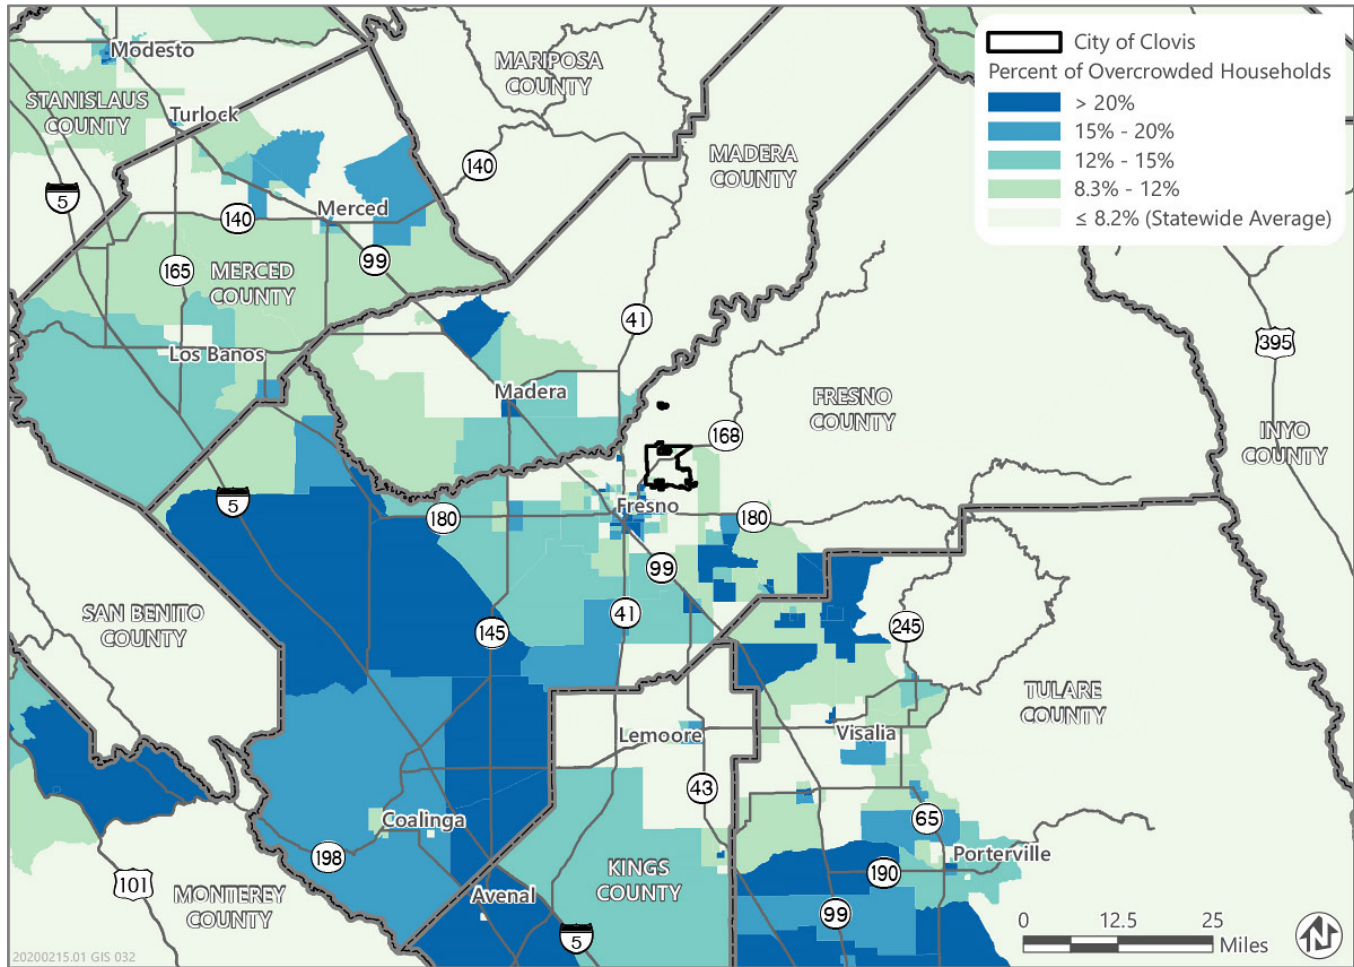 City of Clovis
Percent of Overcrowded Households
> 20%
15% - 20%
12% - 15%
8.3% - 12%
≤ 8.2% (Statewide Average)
Modesto
MARIPOSA
COUNTY
STANISLAUS
COUNTY
Turlock
MADERA
COUNTY
140
5
Merced
140
99
165
MERCED
COUNTY
41
395
Los Banos
Madera
FRESNO
COUNTY
168
INYO
COUNTY
5
180
Fresno
180
99
SAN BENITO
COUNTY
41
145
245
TULARE
COUNTY
Lemoore
Visalia
43
Coalinga
65
198
Porterville
KINGS
COUNTY
190
101
MONTEREY
COUNTY
Avenal
99
5
0 12.5 25
Miles
N
20200215.01 GIS 032